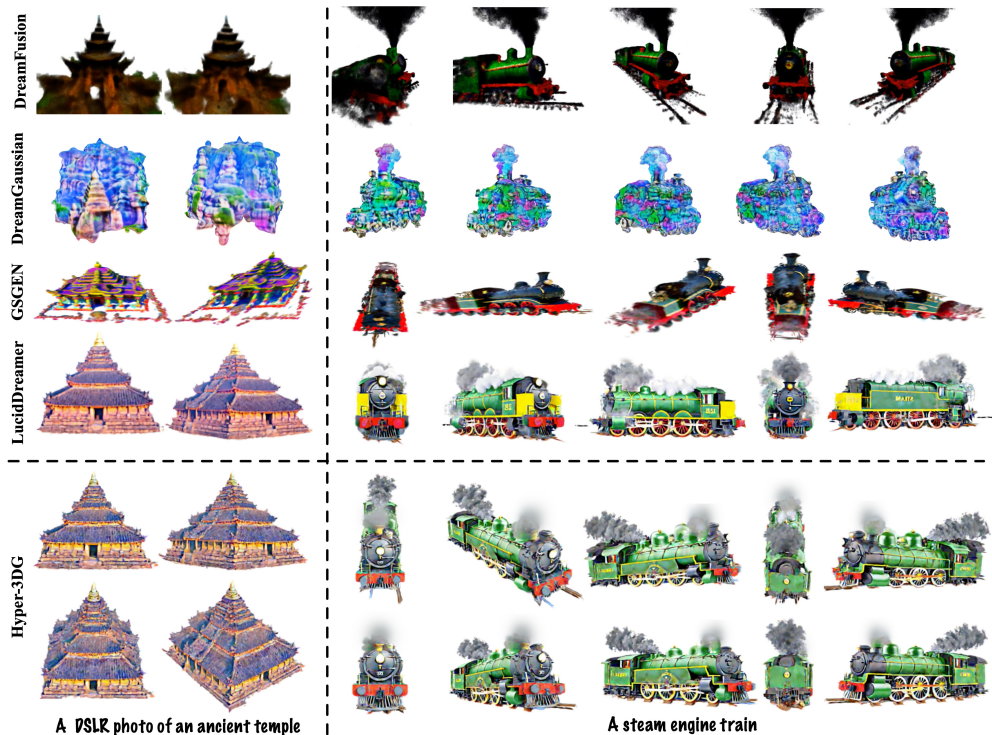 DreamFusion
DreamGaussian
GSGEN
LucidDreamer
Hyper-3DG
A DSLR photo of an ancient temple
A steam engine train